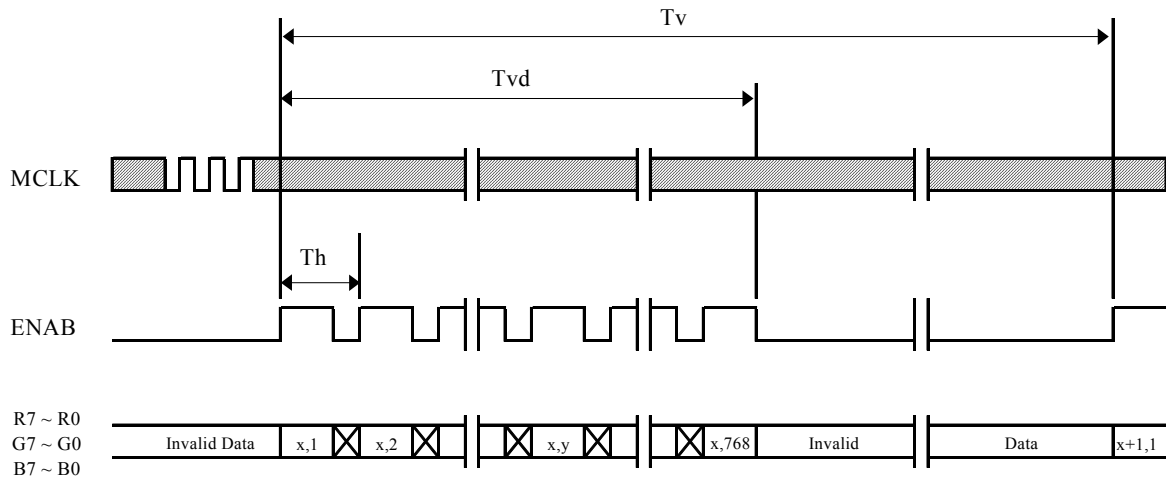 Tv
Tvd
MCLK
Th
ENAB
R7 ~ R0
G7 ~ G0
B7 ~ B0
Invalid Data x,1 x,2 x,y x,768 Invalid Data x+1,1